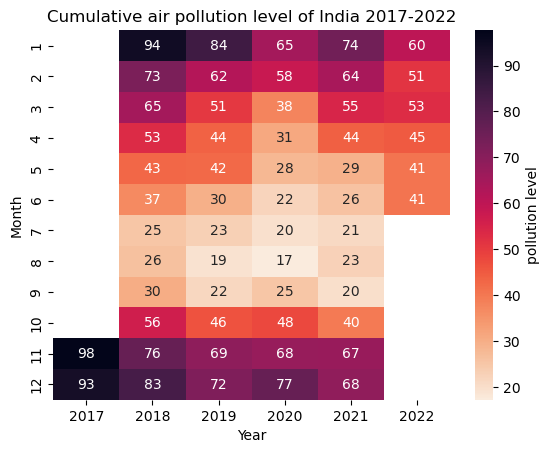 Cumulative air pollution level of India 2017-2022
1 94 84 65 74 60
2 73 62 58 64 51
3 65 51 38 55 53
4 53 44 31 44 45
5 43 42 28 29 41
6 37 30 22 26 41
7 25 23 20 21
8 26 19 17 23
9 30 22 25 20
10 56 46 48 40
11 98 76 69 68 67
12 93 83 72 77 68
2017 2018 2019 2020 2021 2022
Year
Month
90
80
70
60
50
40
30
20
pollution level